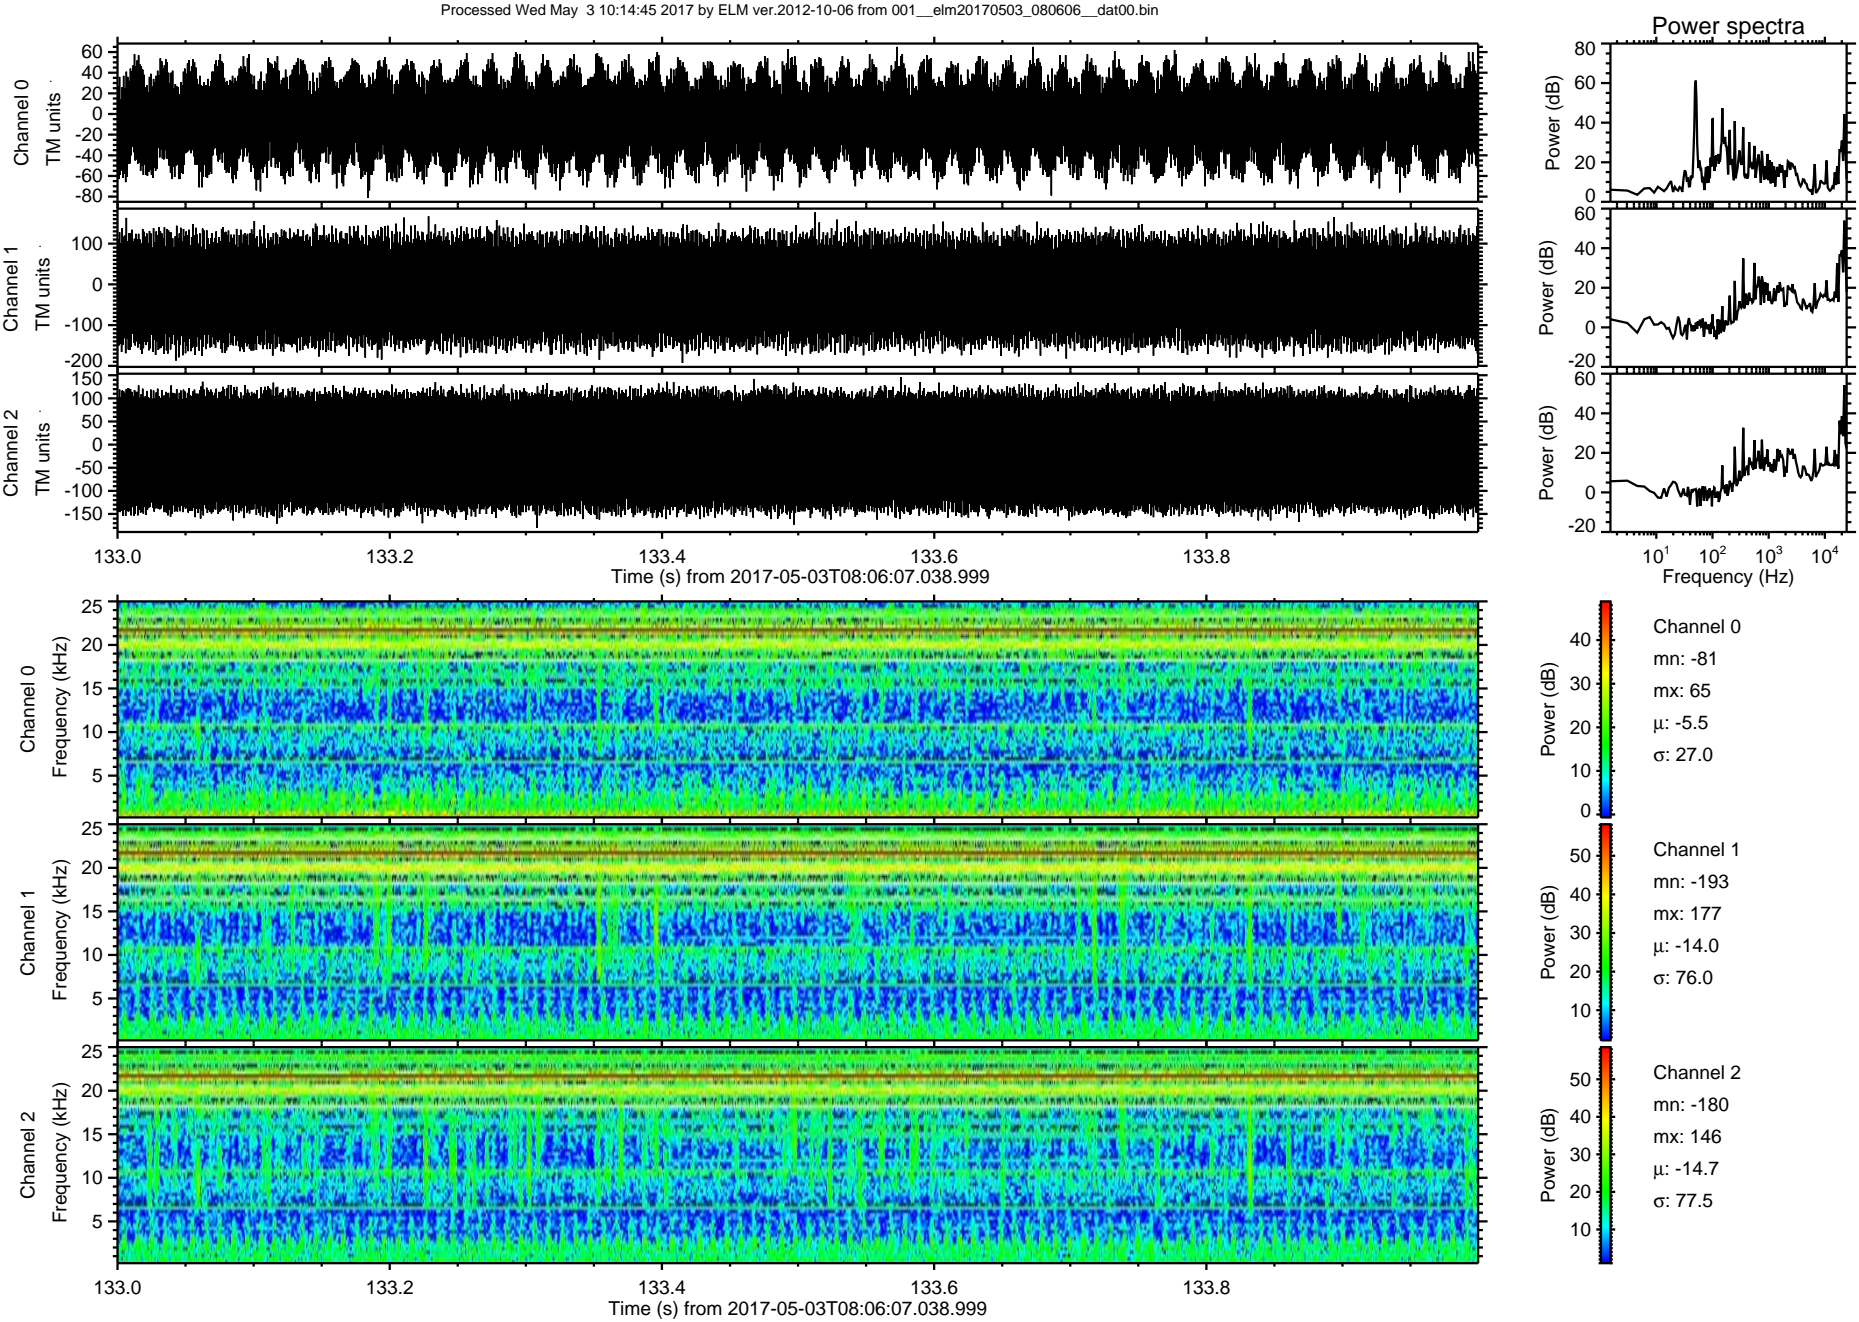 Processed Wed May  3 10:14:45 2017 by ELM ver.2012-10-06 from 001__elm20170503_080606__dat00.bin
Power spectra
Channel 0
TM units
60
40
20
0
-20
-40
-60
-80
Power (dB)
80
60
40
20
0
Channel 1
TM units
100
0
-100
-200
Power (dB)
60
40
20
0
-20
Channel 2
TM units
150
100
50
0
-50
-100
-150
Power (dB)
60
40
20
0
-20
133.0 133.2 133.4 133.6 133.8
Time (s) from 2017-05-03T08:06:07.038.999
10^1 10^2 10^3 10^4
Frequency (Hz)
Channel 0
Frequency (kHz)
25
20
15
10
5
Power (dB)
40
30
20
10
0
Channel 0
mn: -81
mx: 65
μ: -5.5
σ: 27.0
Channel 1
Frequency (kHz)
25
20
15
10
5
Power (dB)
50
40
30
20
10
Channel 1
mn: -193
mx: 177
μ: -14.0
σ: 76.0
Channel 2
Frequency (kHz)
25
20
15
10
5
Power (dB)
50
40
30
20
10
Channel 2
mn: -180
mx: 146
μ: -14.7
σ: 77.5
133.0 133.2 133.4 133.6 133.8
Time (s) from 2017-05-03T08:06:07.038.999